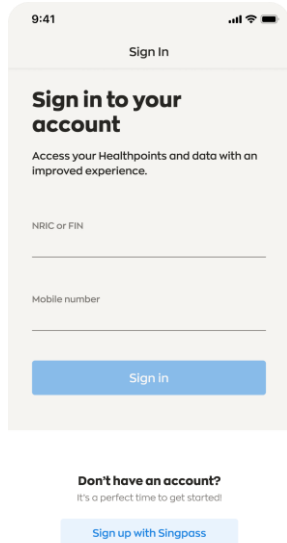 9:41
Sign In
Sign in to your
account
Access your Healthpoints and data with an
improved experience.
NRIC or FIN
Mobile number
Sign in
Don't have an account?
It's a perfect time to get started!
Sign up with Singpass